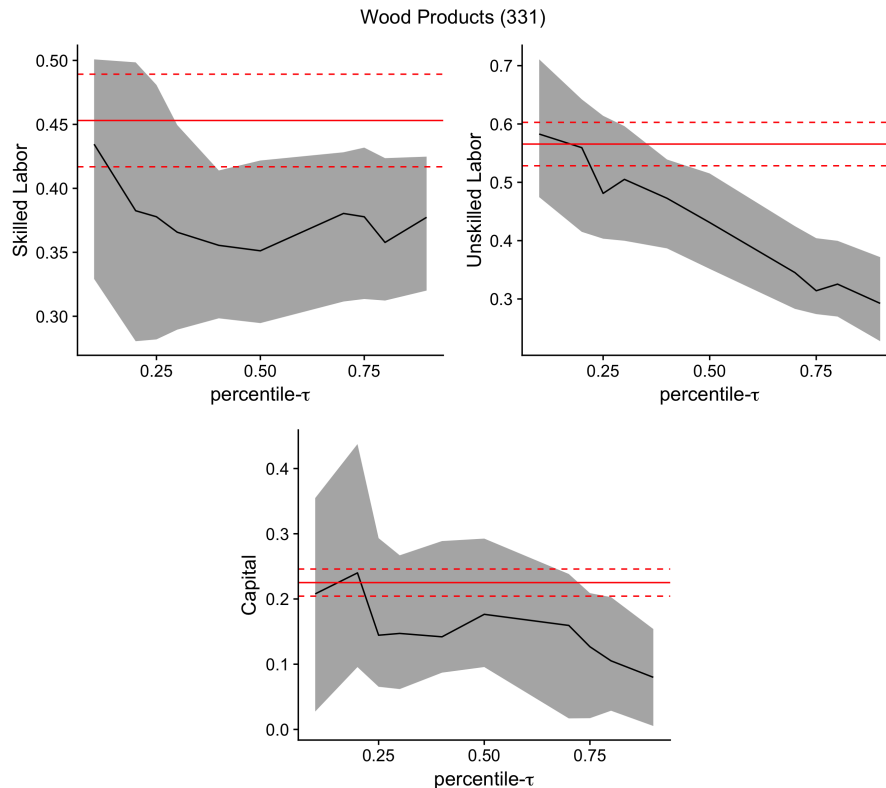 Wood Products (331)
Skilled Labor
0.50
0.45
0.40
0.35
0.30
0.25 0.50 0.75
percentile-τ
Unskilled Labor
0.7
0.6
0.5
0.4
0.3
0.25 0.50 0.75
percentile-τ
Capital
0.4
0.3
0.2
0.1
0.0
0.25 0.50 0.75
percentile-τ